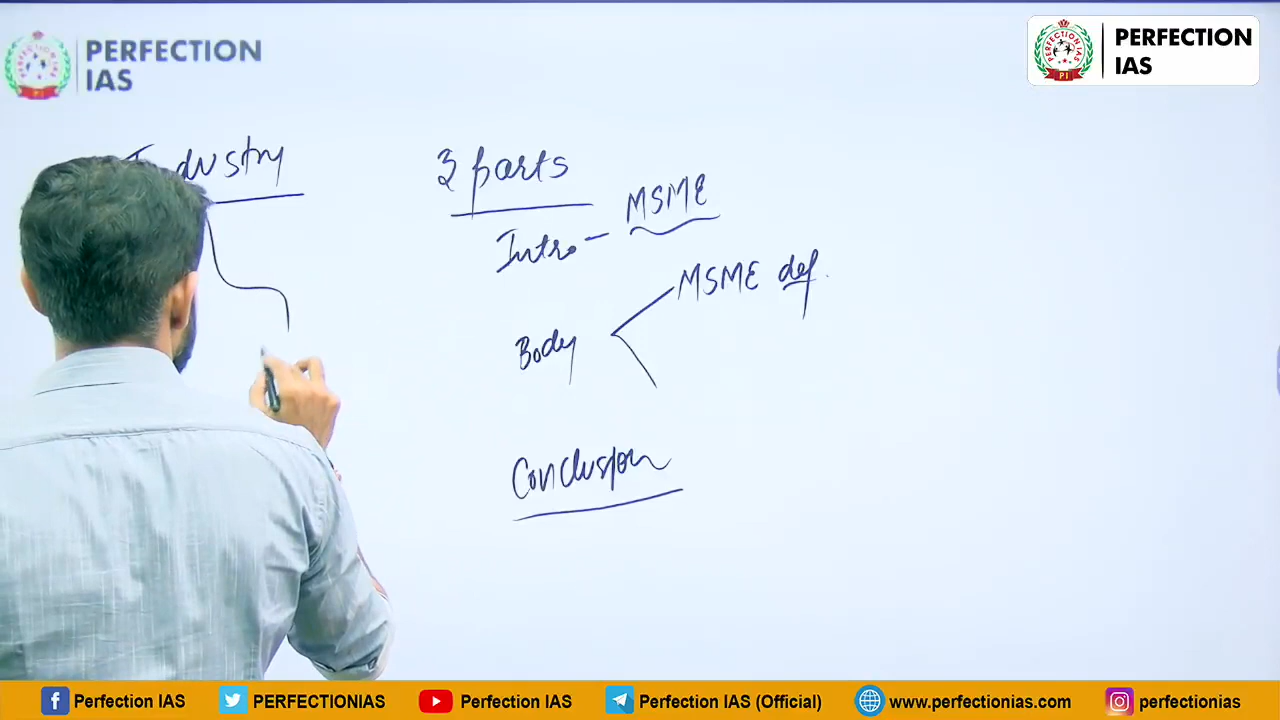 PERFECTION
IAS
PERFECTION
IAS
Industry
3 parts
Intro - MSME
Body
MSME def.
Conclusion
Perfection IAS
PERFECTIONIAS
Perfection IAS
Perfection IAS (Official)
www.perfectionias.com
perfectionias